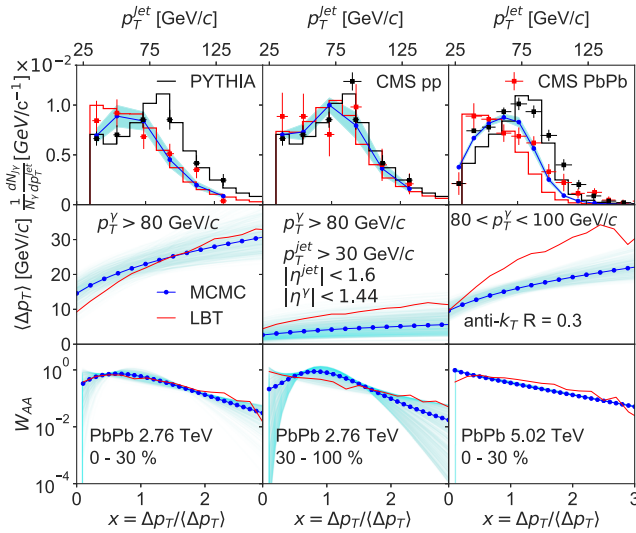 p_T^{Jet} [GeV/c] p_T^{Jet} [GeV/c] p_T^{Jet} [GeV/c]
25 75 125 25 75 125 25 75 125
×10^{−2}
PYTHIA CMS pp CMS PbPb
\frac{1}{N_γ} \frac{dN_{Jγ}}{dp_T^{jet}} [GeV/c^{−1}]
1.0
0.5
0.0
p_T^γ > 80 GeV/c p_T^γ > 80 GeV/c 80 < p_T^γ < 100 GeV/c
⟨Δp_T⟩ [GeV/c]
30
20
10
0
p_T^{jet} > 30 GeV/c
|η^{jet}| < 1.6
|η^γ| < 1.44
MCMC
LBT
anti-k_T R = 0.3
W_{AA}
10^0
10^{−2}
10^{−4}
PbPb 2.76 TeV PbPb 2.76 TeV PbPb 5.02 TeV
0 - 30 % 30 - 100 % 0 - 30 %
0 1 2 0 1 2 0 1 2 3
x = Δp_T/⟨Δp_T⟩ x = Δp_T/⟨Δp_T⟩ x = Δp_T/⟨Δp_T⟩